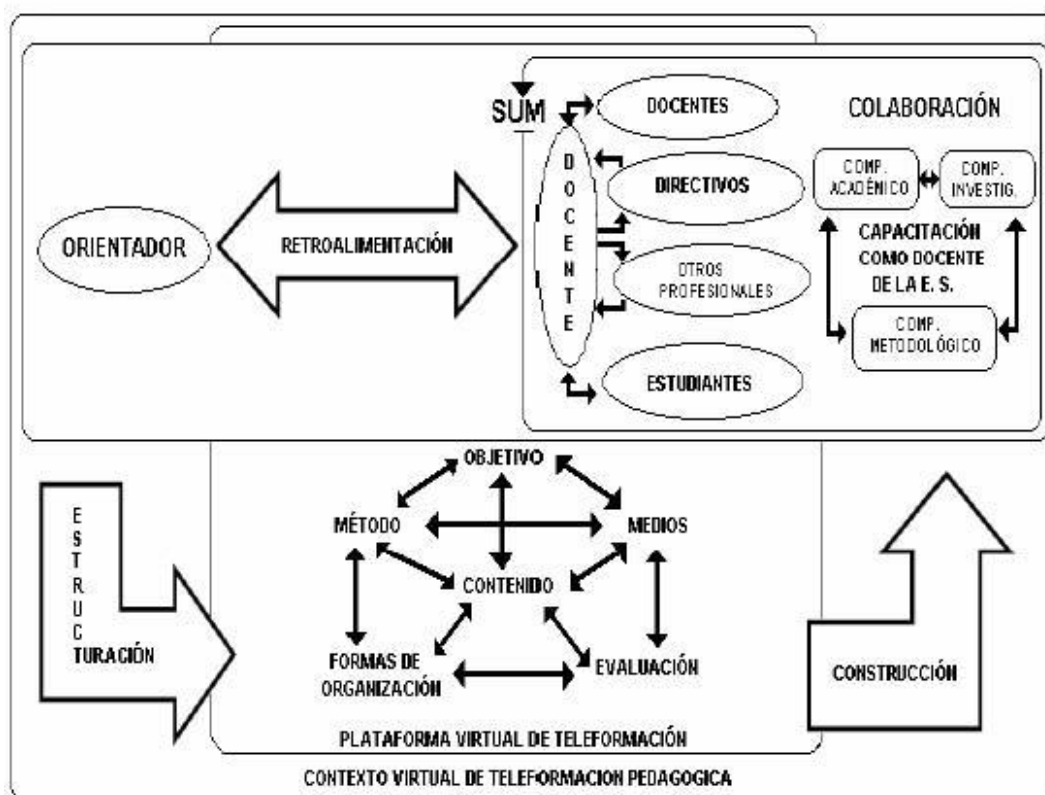 SUM
DOCENTES
COLABORACIÓN
DOCENTE
DIRECTIVOS
COMP.
ACADÉMICO
COMP.
INVESTIG.
ORIENTADOR
RETROALIMENTACIÓN
CAPACITACIÓN
COMO DOCENTE
DE LA E. S.
OTROS
PROFESIONALES
COMP.
METODOLÓGICO
ESTUDIANTES
OBJETIVO
MÉTODO
MEDIOS
CONTENIDO
ESTRUC
TURACIÓN
FORMAS DE
ORGANIZACIÓN
EVALUACIÓN
CONSTRUCCIÓN
PLATAFORMA VIRTUAL DE TELEFORMACIÓN
CONTEXTO VIRTUAL DE TELEFORMACION PEDAGOGICA